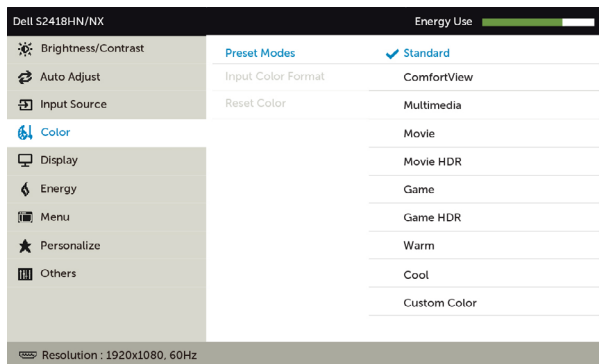 Dell S2418HN/NX Energy Use
Brightness/Contrast
Auto Adjust
Input Source
Color
Display
Energy
Menu
Personalize
Others
Preset Modes
Input Color Format
Reset Color
Standard
ComfortView
Multimedia
Movie
Movie HDR
Game
Game HDR
Warm
Cool
Custom Color
Resolution : 1920x1080, 60Hz